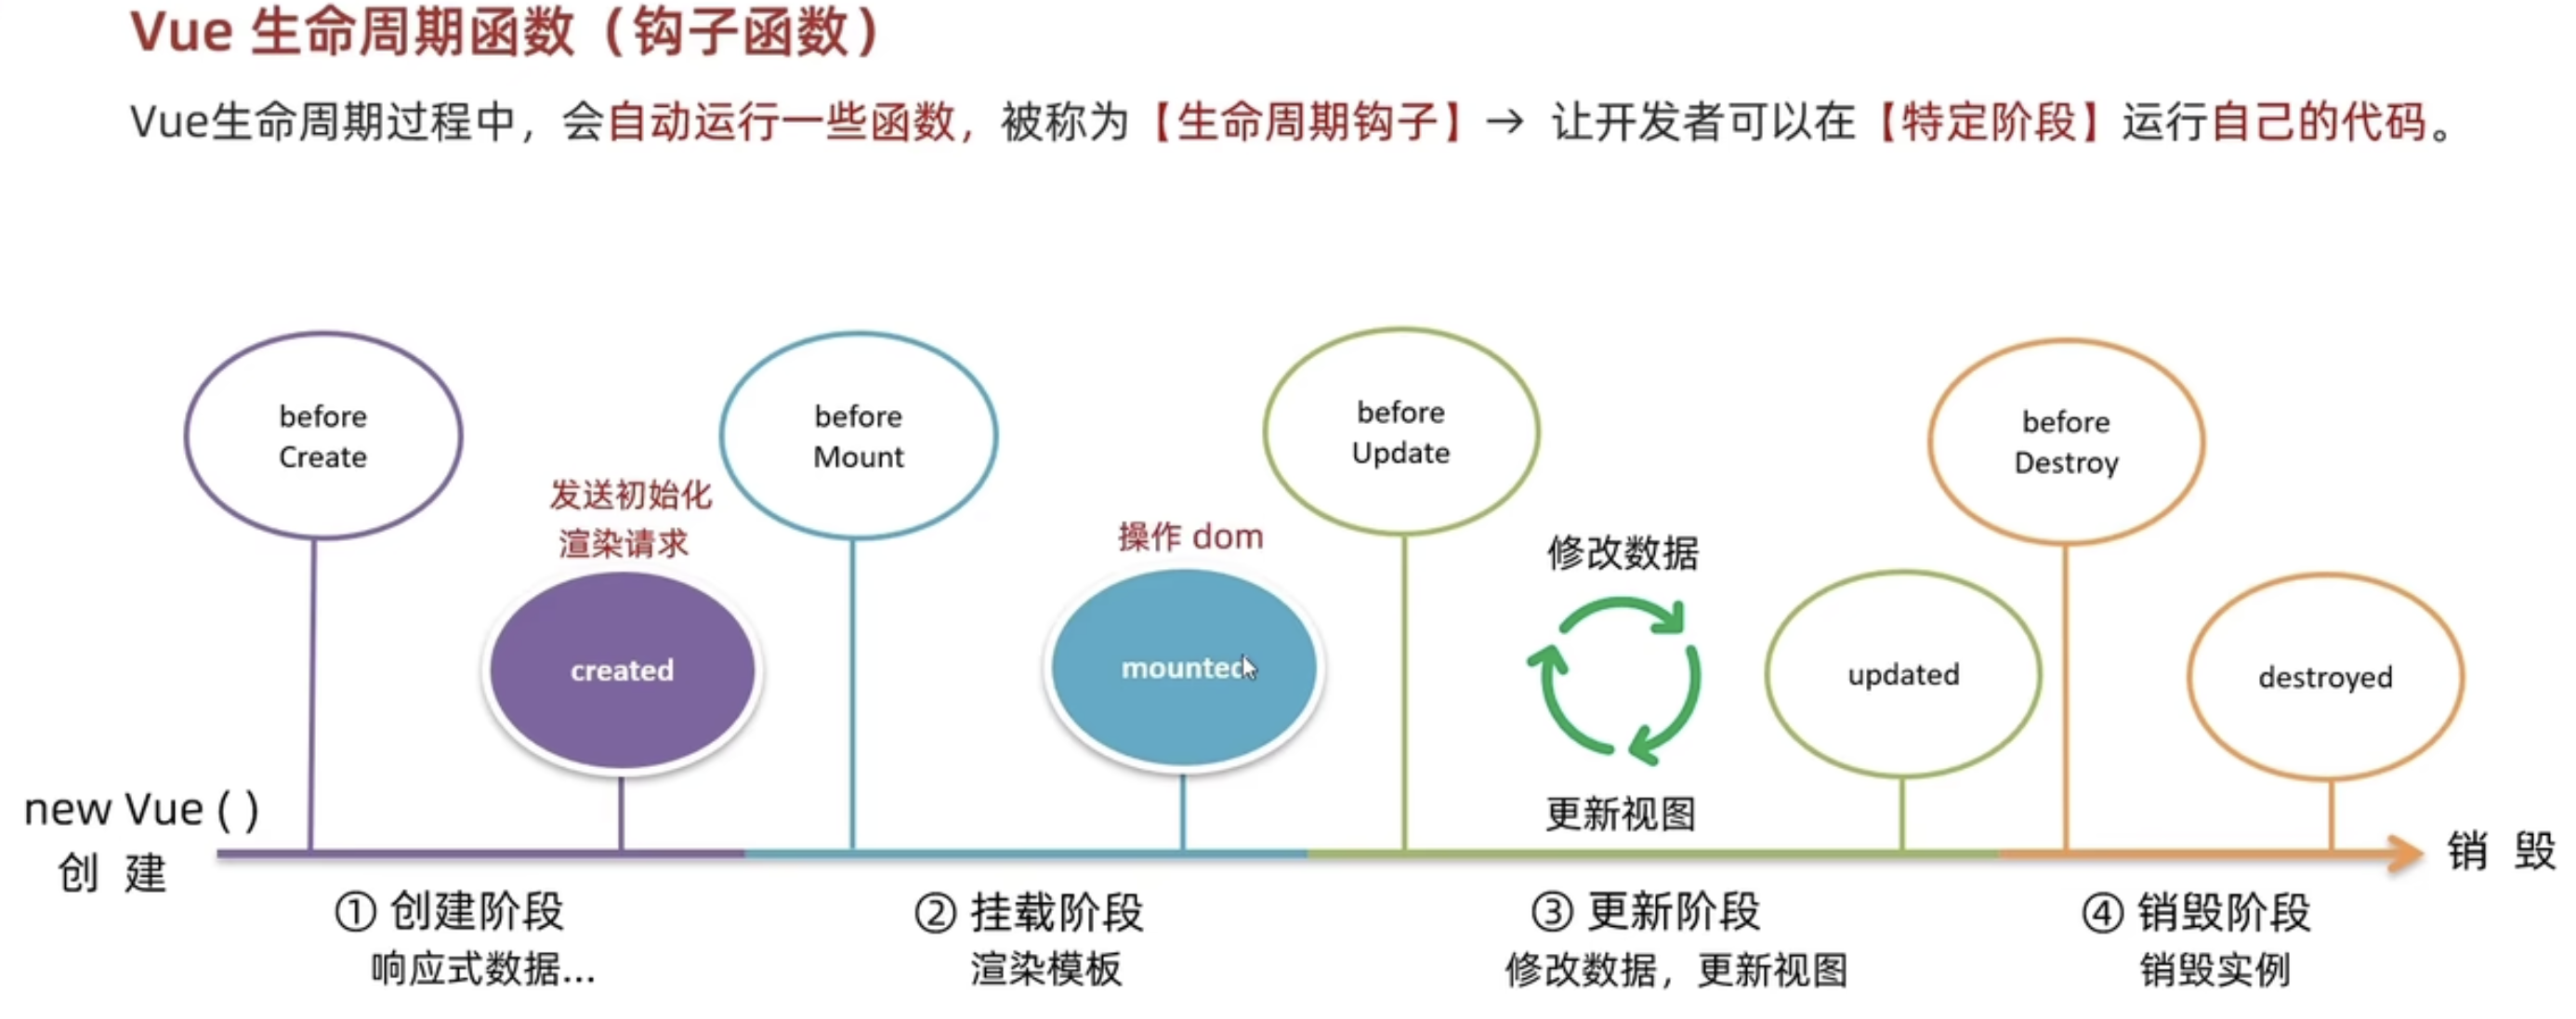 Vue 生命周期函数（钩子函数）
Vue生命周期过程中，会自动运行一些函数，被称为【生命周期钩子】→ 让开发者可以在【特定阶段】运行自己的代码。
before
Create
发送初始化
渲染请求
created
before
Mount
操作 dom
mounted
before
Update
修改数据
更新视图
updated
before
Destroy
destroyed
new Vue ( )
创 建
销 毁
① 创建阶段
响应式数据...
② 挂载阶段
渲染模板
③ 更新阶段
修改数据，更新视图
④ 销毁阶段
销毁实例